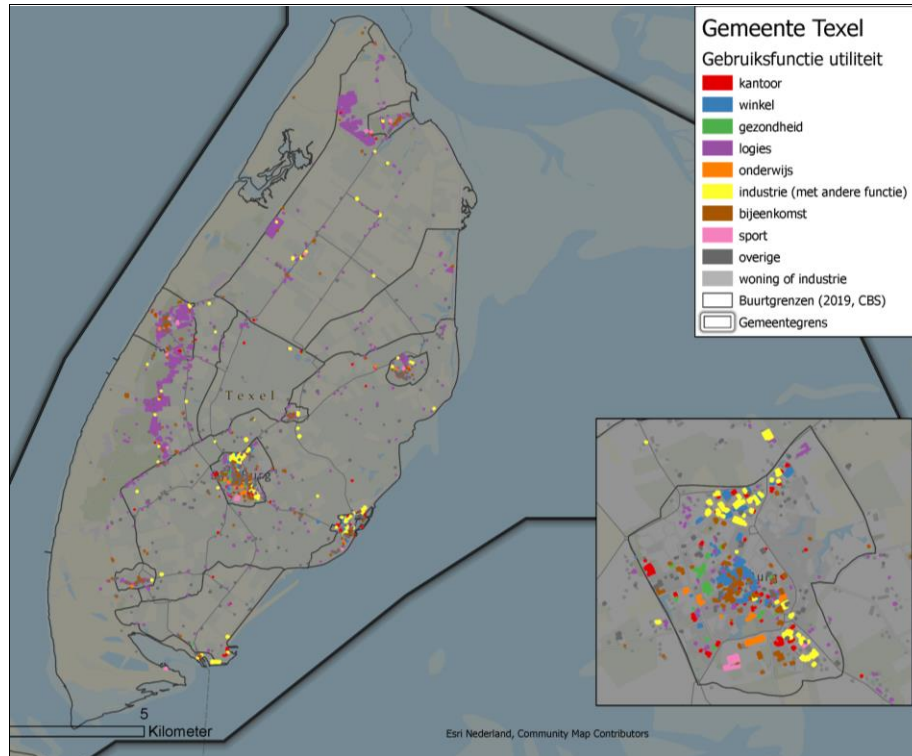 Gemeente Texel
Gebruiksfunctie utiliteit
kantoor
winkel
gezondheid
logies
onderwijs
industrie (met andere functie)
bijeenkomst
sport
overige
woning of industrie
Buurtgrenzen (2019, CBS)
Gemeentegrens
Texel
5
Kilometer
Esri Nederland, Community Map Contributors